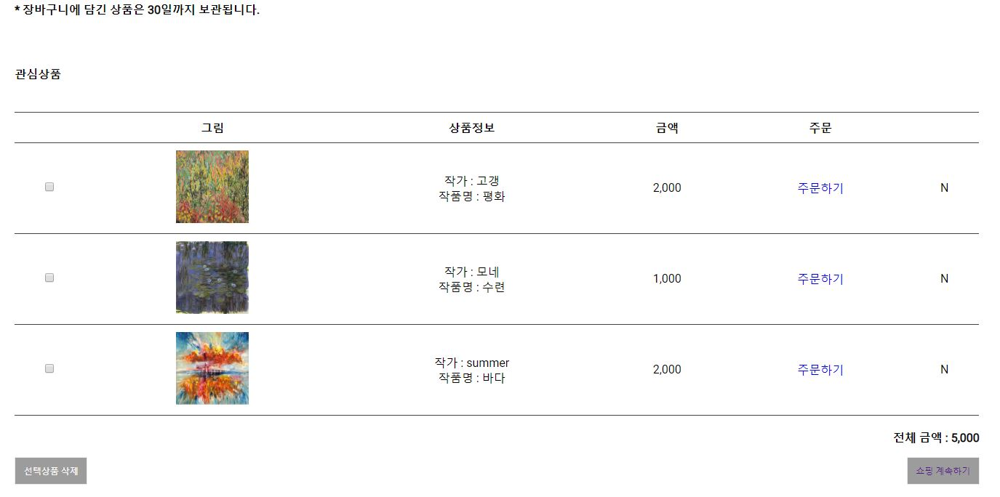 * 장바구니에 담긴 상품은 30일까지 보관됩니다.
관심상품
그림 상품정보 금액 주문
작가 : 고갱
작품명 : 평화
2,000 주문하기 N
작가 : 모네
작품명 : 수련
1,000 주문하기 N
작가 : summer
작품명 : 바다
2,000 주문하기 N
전체 금액 : 5,000
선택상품 삭제 쇼핑 계속하기